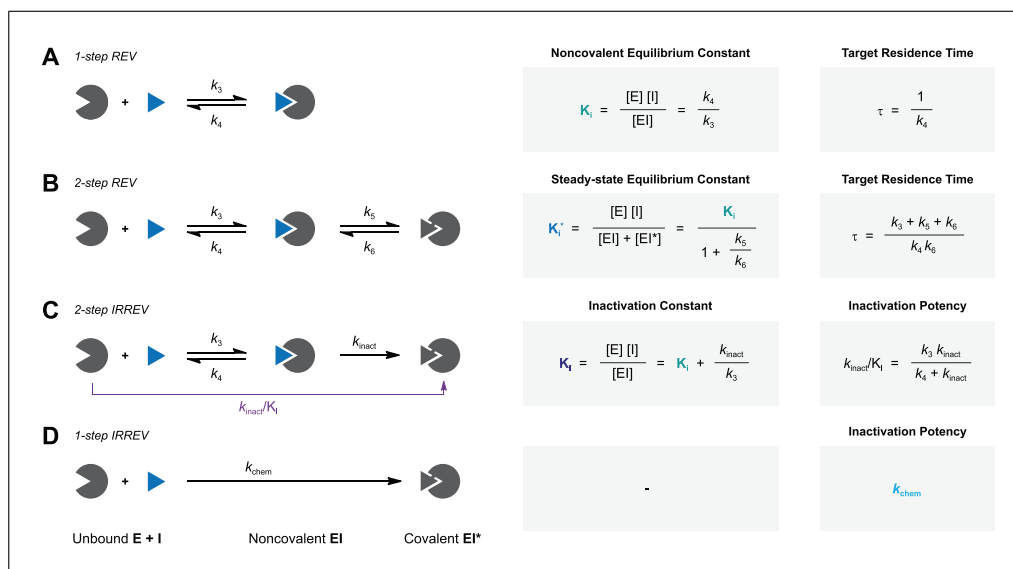 A 1-step REV
Noncovalent Equilibrium Constant
Target Residence Time
+ k₃ k₄
Kᵢ = [E] [I] / [EI] = k₄ / k₃
τ = 1 / k₄
B 2-step REV
Steady-state Equilibrium Constant
Target Residence Time
+ k₃ k₄ k₅ k₆
Kᵢ* = [E] [I] / [EI] + [EI*] = Kᵢ / 1 + k₅ / k₆
τ = k₃ + k₅ + k₆ / k₄ k₆
C 2-step IRREV
Inactivation Constant
Inactivation Potency
+ k₃ k₄ kinact
K_I = [E] [I] / [EI] = Kᵢ + kinact / k₃
kinact/K_I = k₃ kinact / k₄ + kinact
kinact/K_I
D 1-step IRREV
Inactivation Potency
+ kchem
-
kchem
Unbound E + I
Noncovalent EI
Covalent EI*